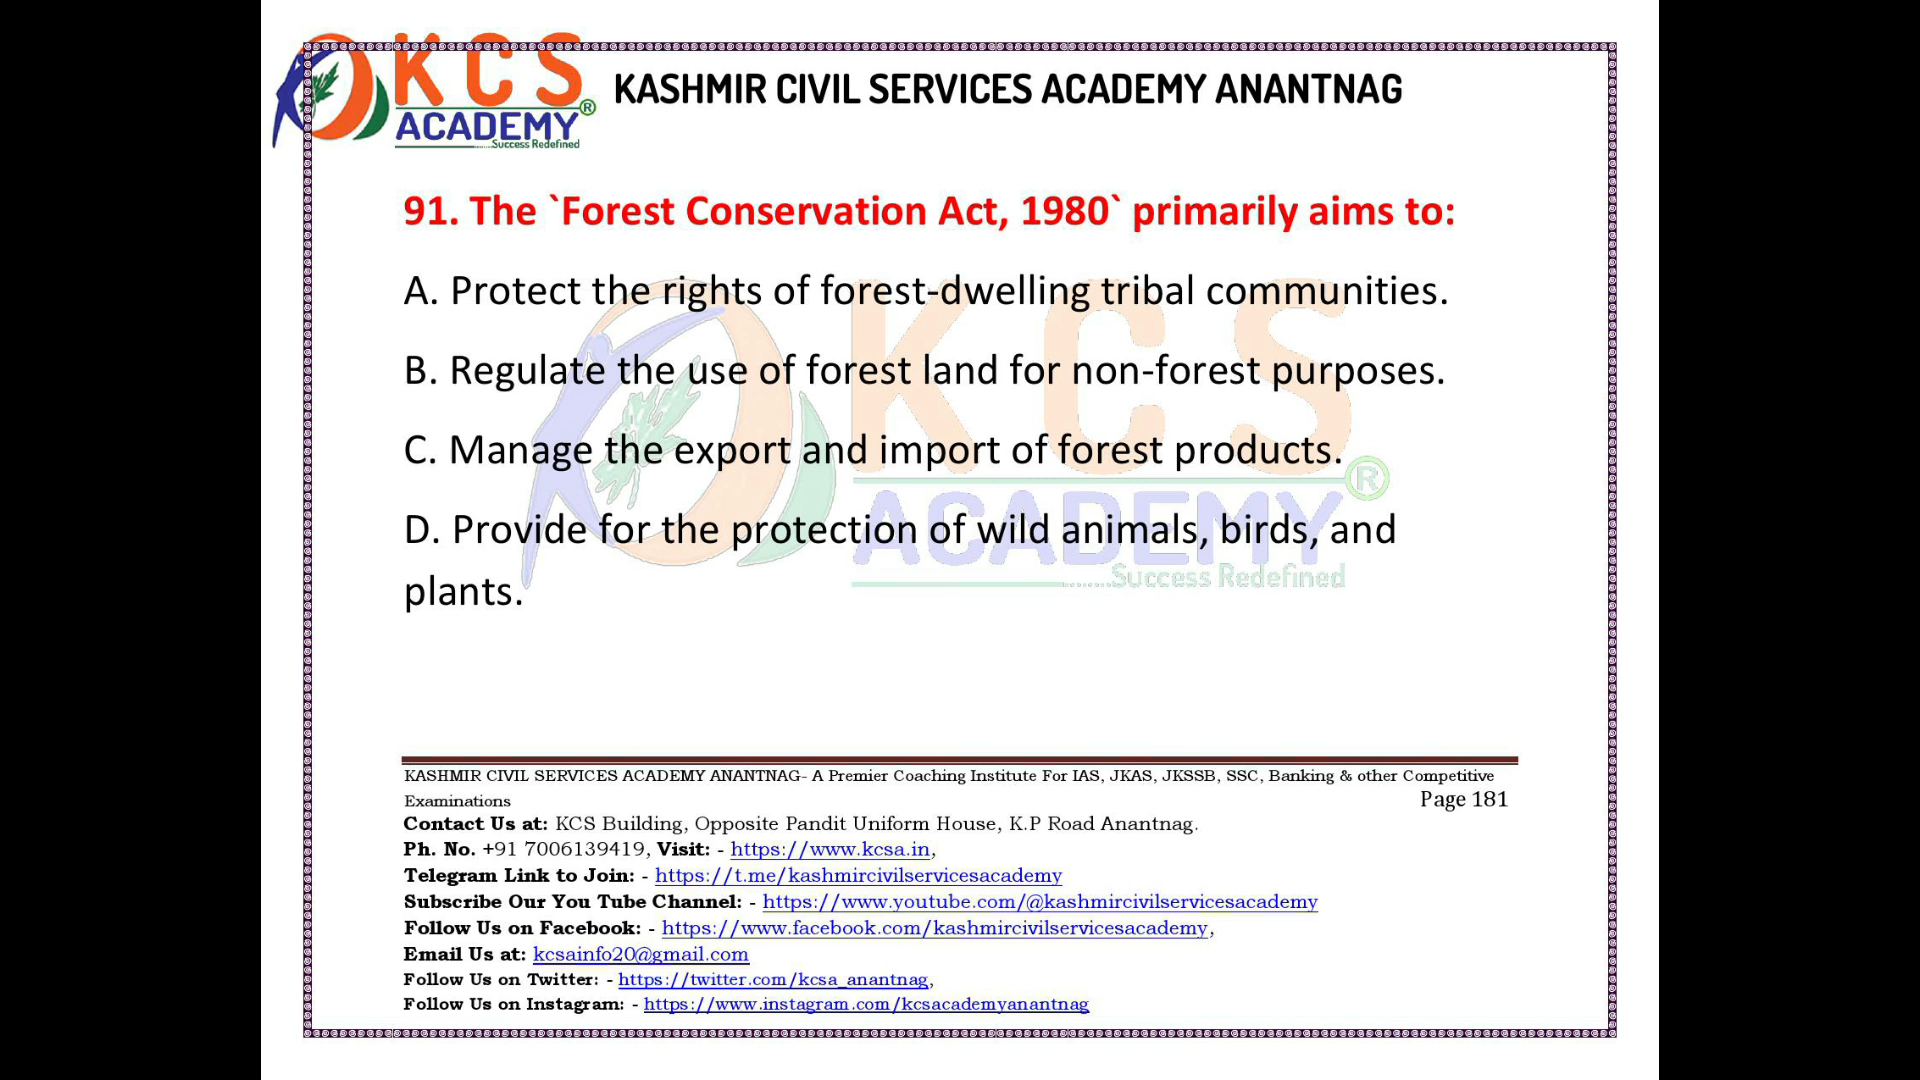 KCS
ACADEMY®
......Success Redefined
KASHMIR CIVIL SERVICES ACADEMY ANANTNAG
91. The `Forest Conservation Act, 1980` primarily aims to:
A. Protect the rights of forest-dwelling tribal communities.
B. Regulate the use of forest land for non-forest purposes.
C. Manage the export and import of forest products.
D. Provide for the protection of wild animals, birds, and
plants.
KCS
ACADEMY®
.......Success Redefined
KASHMIR CIVIL SERVICES ACADEMY ANANTNAG- A Premier Coaching Institute For IAS, JKAS, JKSSB, SSC, Banking & other Competitive
Examinations Page 181
Contact Us at: KCS Building, Opposite Pandit Uniform House, K.P Road Anantnag.
Ph. No. +91 7006139419, Visit: - https://www.kcsa.in,
Telegram Link to Join: - https://t.me/kashmircivilservicesacademy
Subscribe Our You Tube Channel: - https://www.youtube.com/@kashmircivilservicesacademy
Follow Us on Facebook: - https://www.facebook.com/kashmircivilservicesacademy,
Email Us at: kcsainfo20@gmail.com
Follow Us on Twitter: - https://twitter.com/kcsa_anantnag,
Follow Us on Instagram: - https://www.instagram.com/kcsacademyanantnag